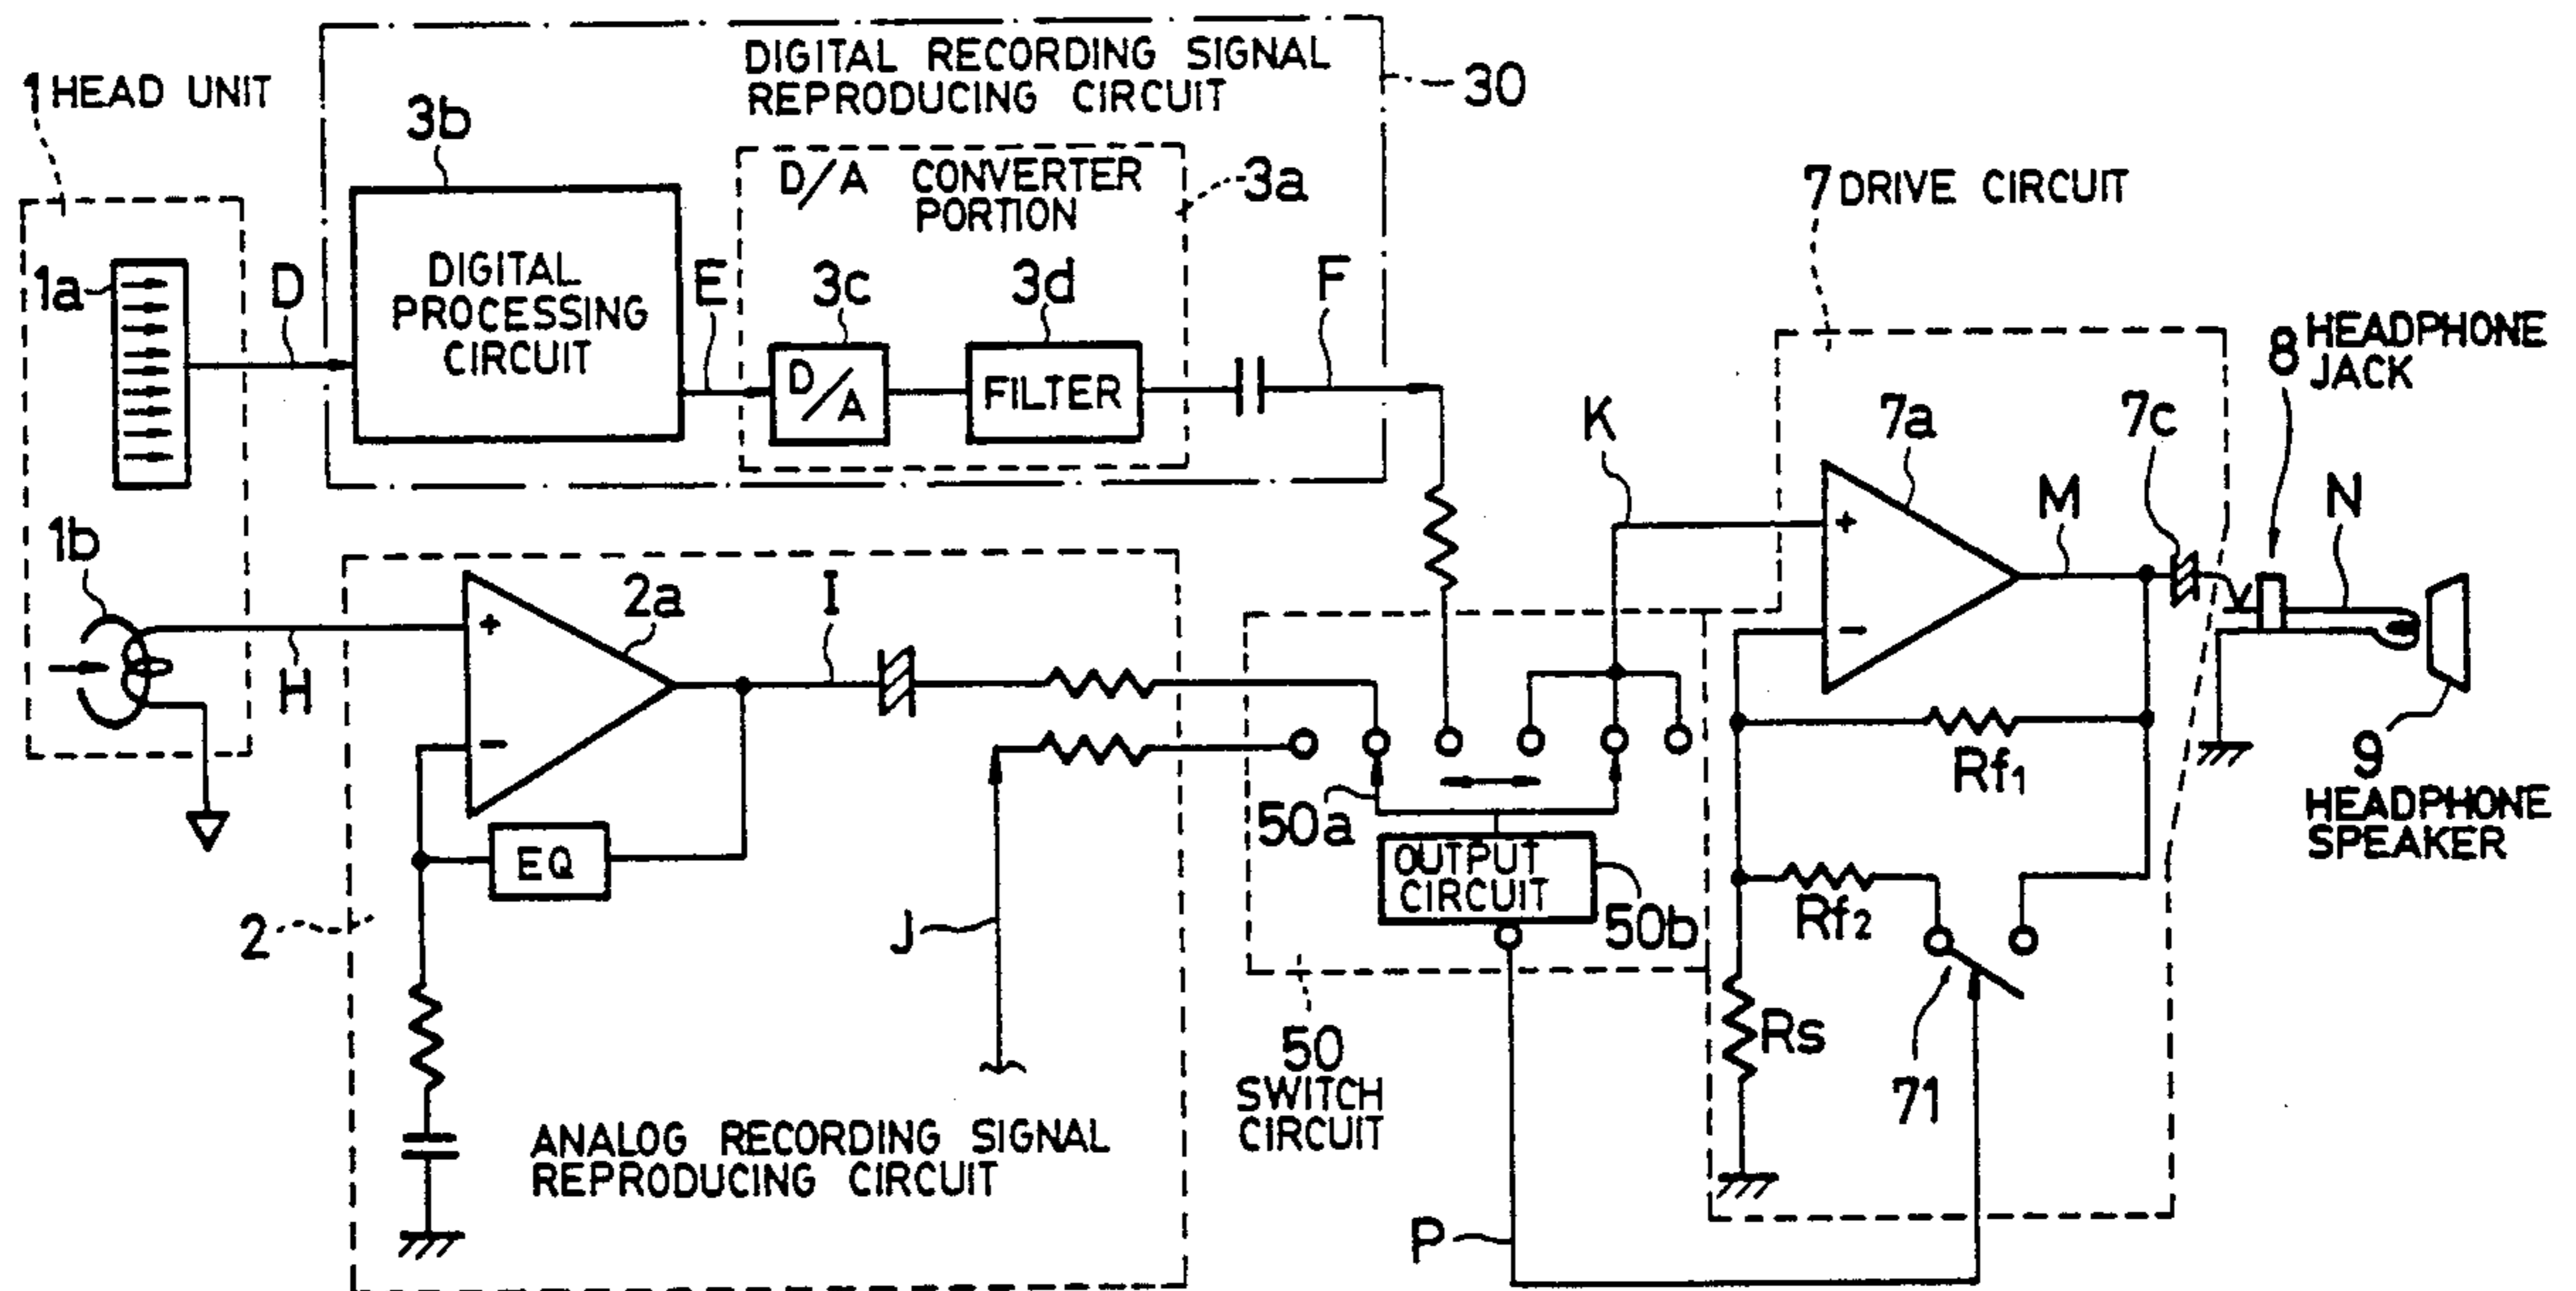 1 HEAD UNIT
DIGITAL RECORDING SIGNAL
REPRODUCING CIRCUIT
30
3b
D/A CONVERTER
PORTION
3a
7 DRIVE CIRCUIT
1a
D
DIGITAL
PROCESSING
CIRCUIT
E
3c
3d
F
D/A
FILTER
8 HEADPHONE
JACK
K
7a
7c
M
N
1b
2a
I
+
-
H
+
-
EQ
2
J
50a
OUTPUT
CIRCUIT
50b
Rf1
9
HEADPHONE
SPEAKER
Rf2
Rs
71
50
SWITCH
CIRCUIT
ANALOG RECORDING SIGNAL
REPRODUCING CIRCUIT
P